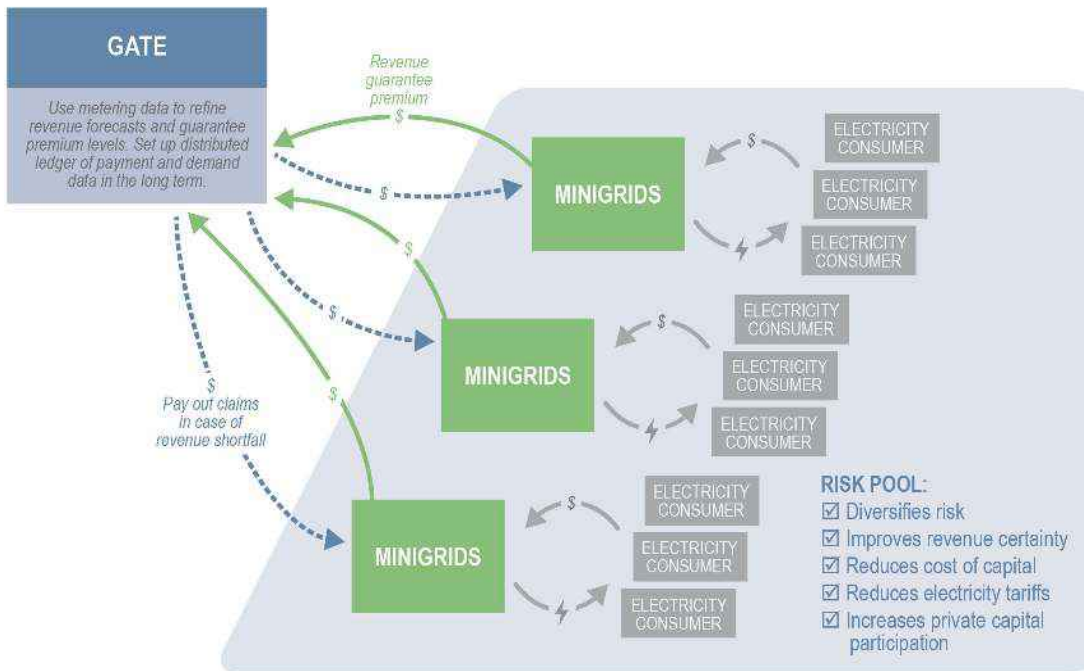 GATE
Use metering data to refine
revenue forecasts and guarantee
premium levels. Set up distributed
ledger of payment and demand
data in the long term.
Revenue
guarantee
premium
$
$
MINIGRIDS
$
ELECTRICITY
CONSUMER
ELECTRICITY
CONSUMER
ELECTRICITY
CONSUMER
$
$
MINIGRIDS
$
ELECTRICITY
CONSUMER
ELECTRICITY
CONSUMER
ELECTRICITY
CONSUMER
$
Pay out claims
in case of
revenue shortfall
$
MINIGRIDS
$
ELECTRICITY
CONSUMER
ELECTRICITY
CONSUMER
ELECTRICITY
CONSUMER
RISK POOL:
Diversifies risk
Improves revenue certainty
Reduces cost of capital
Reduces electricity tariffs
Increases private capital
participation